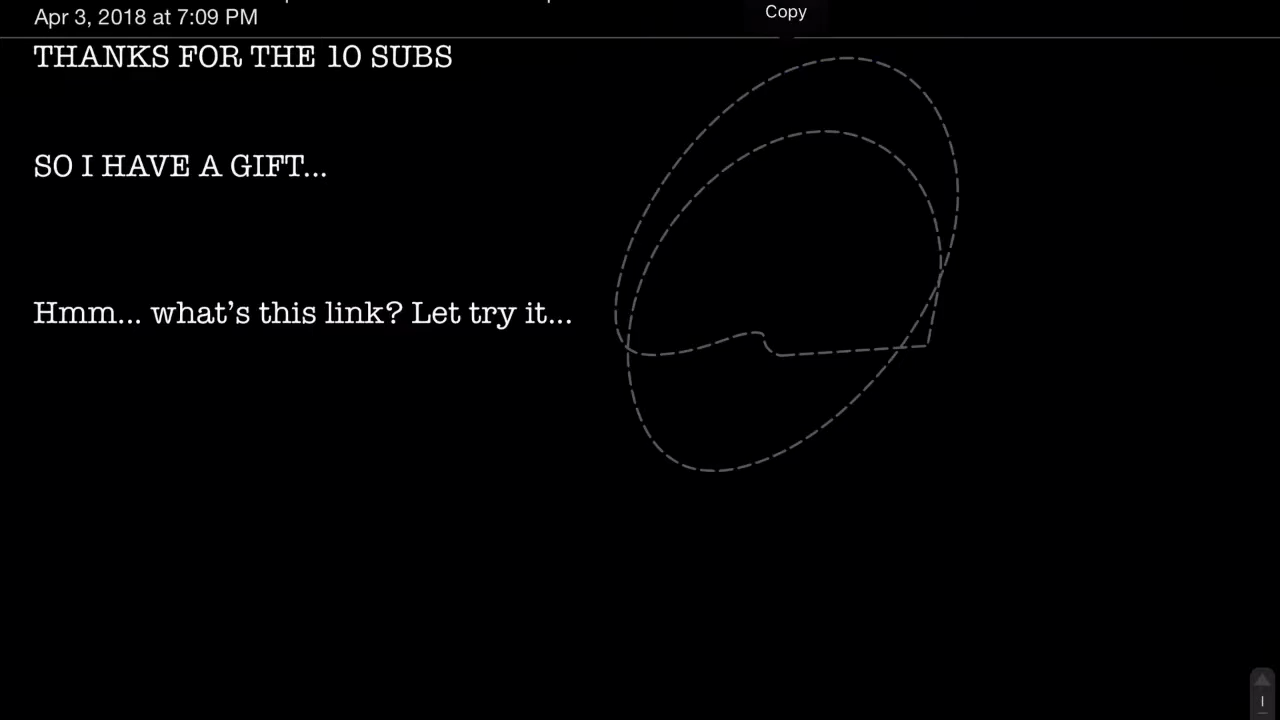 Copy
Apr 3, 2018 at 7:09 PM
THANKS FOR THE 10 SUBS
SO I HAVE A GIFT...
Hmm... what's this link? Let try it...